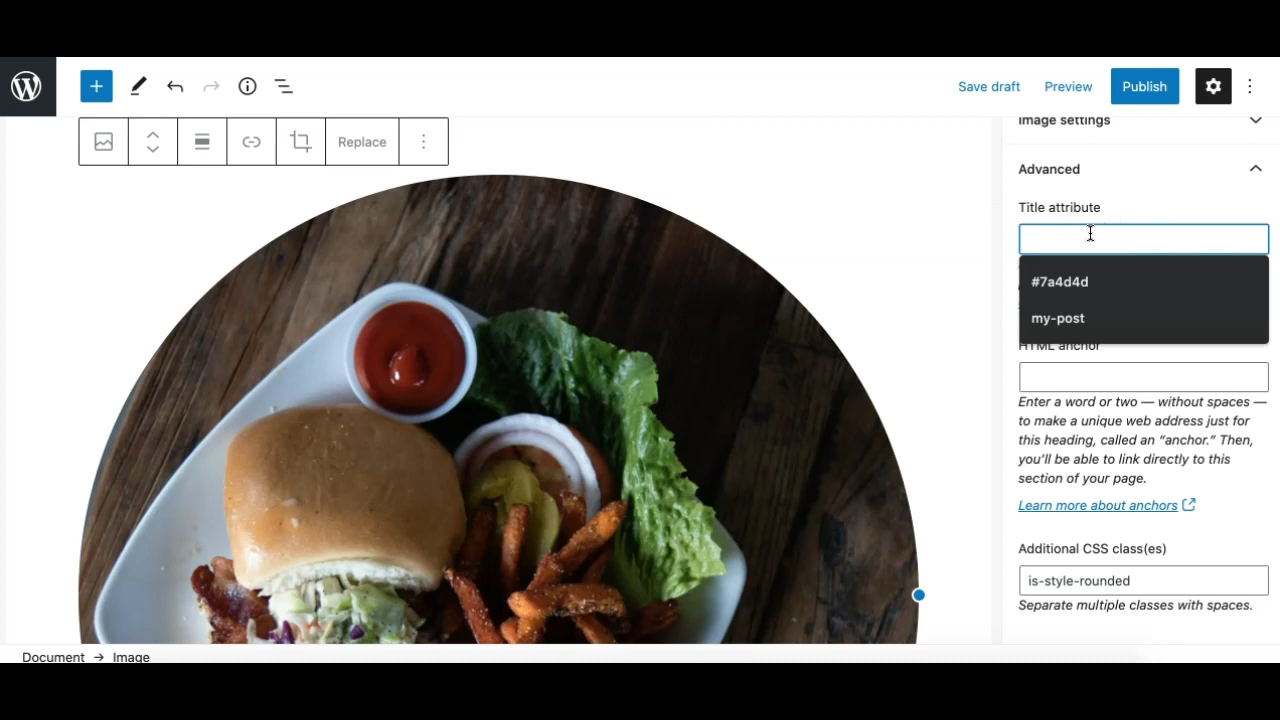 Save draft
Preview
Publish
Replace
Image settings
Advanced
Title attribute
#7a4d4d
my-post
HTML anchor
Enter a word or two — without spaces —
to make a unique web address just for
this heading, called an “anchor.” Then,
you’ll be able to link directly to this
section of your page.
Learn more about anchors
Additional CSS class(es)
is-style-rounded
Separate multiple classes with spaces.
Document → Image